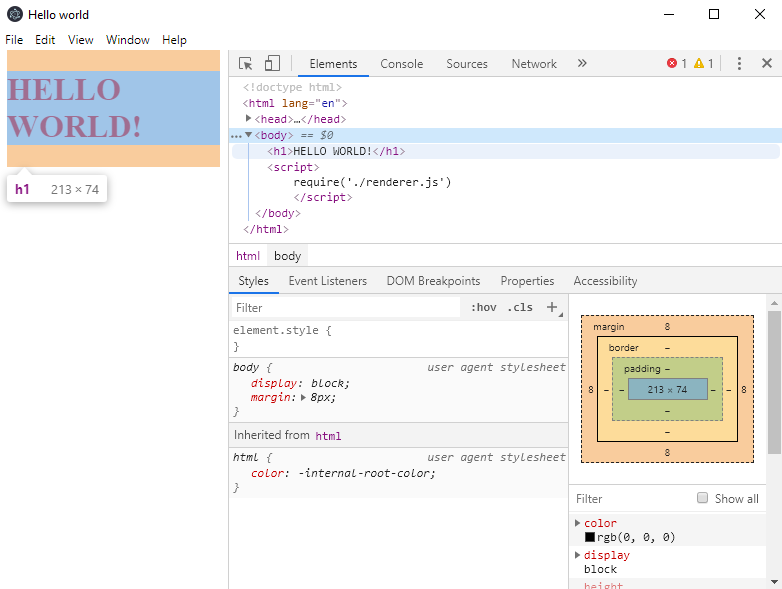 Hello world
File Edit View Window Help
HELLO
WORLD!
h1 213 × 74
Elements Console Sources Network » 1 1
<!doctype html>
<html lang="en">
<head>…</head>
<body> == $0
<h1>HELLO WORLD!</h1>
<script>
require('./renderer.js')
</script>
</body>
</html>
html body
Styles Event Listeners DOM Breakpoints Properties Accessibility
Filter :hov .cls +
element.style {
}
body { user agent stylesheet
display: block;
margin: 8px;
}
Inherited from html
html { user agent stylesheet
color: -internal-root-color;
}
margin 8
border –
padding –
8 – – 213 × 74 – – 8
–
–
8
Filter Show all
color
rgb(0, 0, 0)
display
block
height